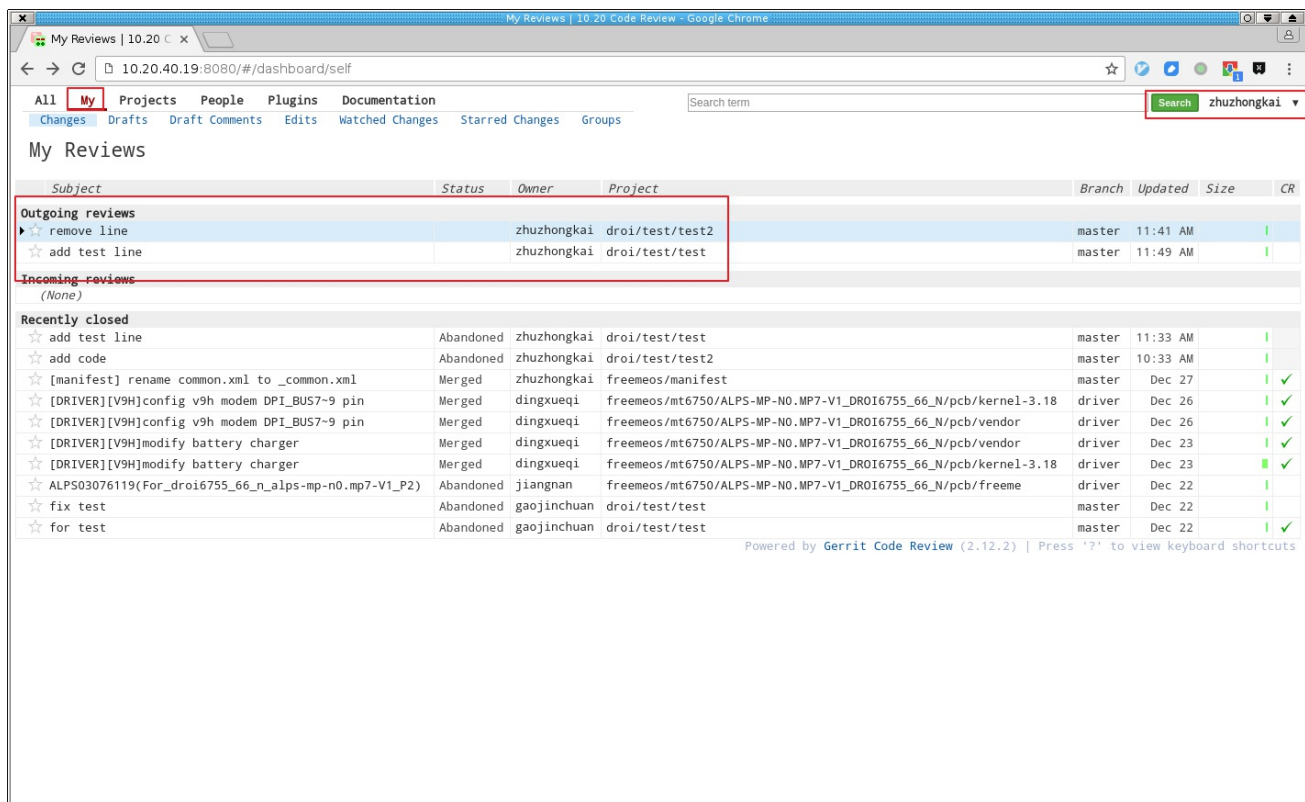 My Reviews | 10.20 Code Review - Google Chrome
My Reviews | 10.20 C
10.20.40.19:8080/#/dashboard/self
1
All My Projects People Plugins Documentation Search term Search zhuzhongkai ▼
Changes Drafts Draft Comments Edits Watched Changes Starred Changes Groups
My Reviews
Subject Status Owner Project Branch Updated Size CR
Outgoing reviews
remove line zhuzhongkai droi/test/test2 master 11:41 AM
add test line zhuzhongkai droi/test/test master 11:49 AM
Incoming reviews
(None)
Recently closed
add test line Abandoned zhuzhongkai droi/test/test master 11:33 AM
add code Abandoned zhuzhongkai droi/test/test2 master 10:33 AM
[manifest] rename common.xml to _common.xml Merged zhuzhongkai freemeos/manifest master Dec 27 ✓
[DRIVER][V9H]config v9h modem DPI_BUS7~9 pin Merged dingxueqi freemeos/mt6750/ALPS-MP-N0.MP7-V1_DROI6755_66_N/pcb/kernel-3.18 driver Dec 26 ✓
[DRIVER][V9H]config v9h modem DPI_BUS7~9 pin Merged dingxueqi freemeos/mt6750/ALPS-MP-N0.MP7-V1_DROI6755_66_N/pcb/vendor driver Dec 26 ✓
[DRIVER][V9H]modify battery charger Merged dingxueqi freemeos/mt6750/ALPS-MP-N0.MP7-V1_DROI6755_66_N/pcb/vendor driver Dec 23 ✓
[DRIVER][V9H]modify battery charger Merged dingxueqi freemeos/mt6750/ALPS-MP-N0.MP7-V1_DROI6755_66_N/pcb/kernel-3.18 driver Dec 23 ✓
ALPS03076119(For_droi6755_66_n_alps-mp-n0.mp7-V1_P2) Abandoned jiangnan freemeos/mt6750/ALPS-MP-N0.MP7-V1_DROI6755_66_N/pcb/freeme driver Dec 22
fix test Abandoned gaojinchuan droi/test/test master Dec 22
for test Abandoned gaojinchuan droi/test/test master Dec 22 ✓
Powered by Gerrit Code Review (2.12.2) | Press '?' to view keyboard shortcuts